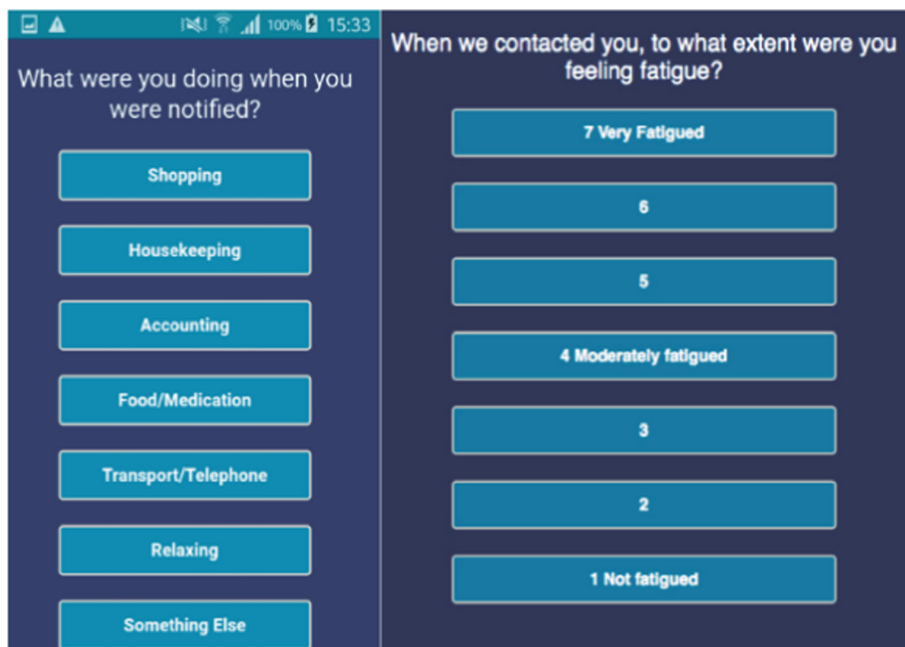 100% 15:33
What were you doing when you
were notified?
Shopping
Housekeeping
Accounting
Food/Medication
Transport/Telephone
Relaxing
Something Else
When we contacted you, to what extent were you
feeling fatigue?
7 Very Fatigued
6
5
4 Moderately fatigued
3
2
1 Not fatigued